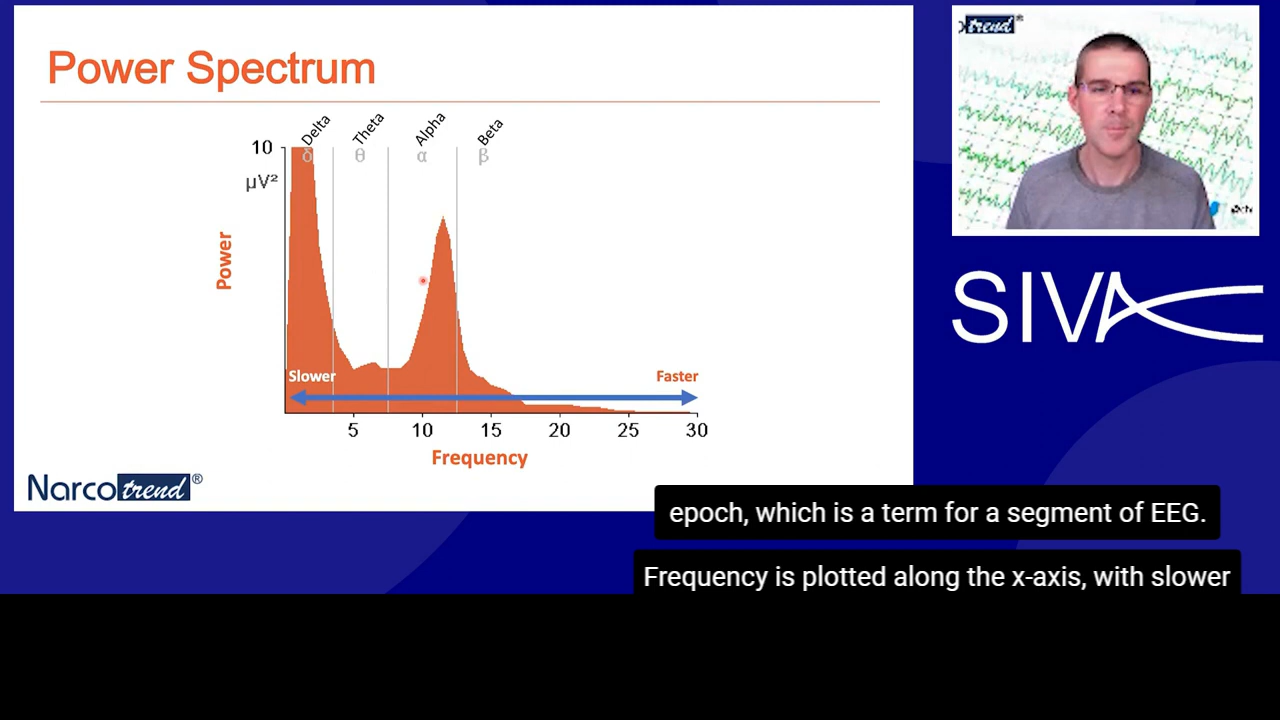 Power Spectrum
Delta
Theta
Alpha
Beta
δ
θ
α
β
10
µV²
Power
Slower
Faster
5
10
15
20
25
30
Frequency
Narcotrend®
trend®
SIVA
epoch, which is a term for a segment of EEG.
Frequency is plotted along the x-axis, with slower